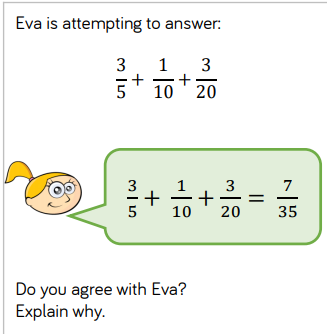 Eva is attempting to answer:
3/5 + 1/10 + 3/20
3/5 + 1/10 + 3/20 = 7/35
Do you agree with Eva?
Explain why.